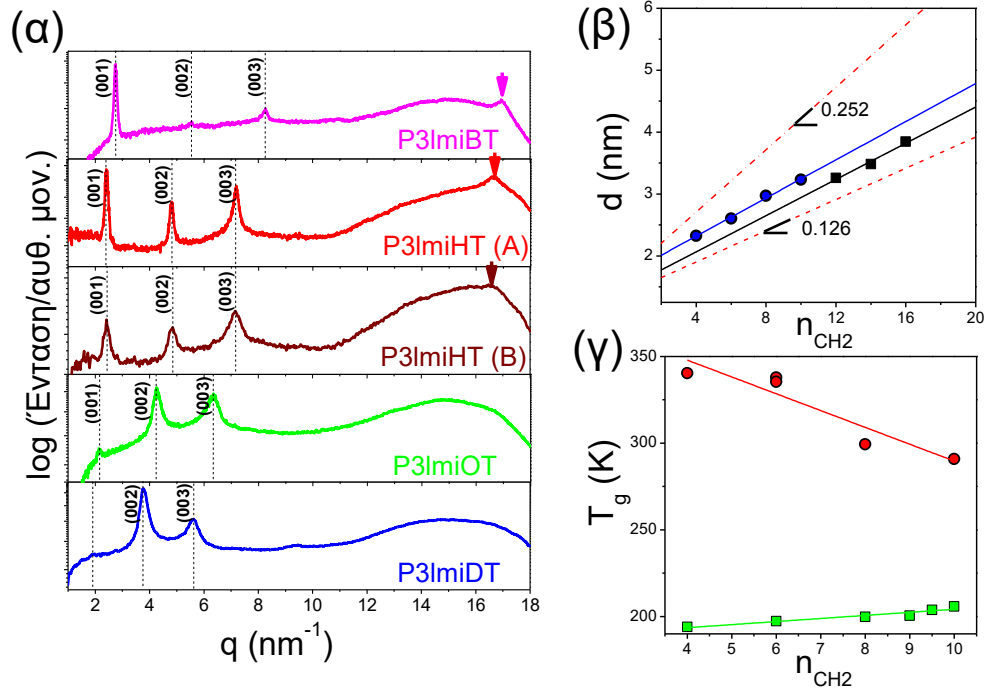 (α)
log (Ένταση/αυθ. μον.)
(001)
(002)
(003)
P3ImiBT
(001)
(002)
(003)
P3ImiHT (A)
(001)
(002)
(003)
P3ImiHT (B)
(001)
(002)
(003)
P3ImiOT
(002)
(003)
P3ImiDT
2 4 6 8 10 12 14 16 18
q (nm⁻¹)
(β)
6
5
4
3
2
d (nm)
0.252
0.126
4 8 12 16 20
n_CH2
(γ)
350
300
250
200
T_g (K)
4 5 6 7 8 9 10
n_CH2